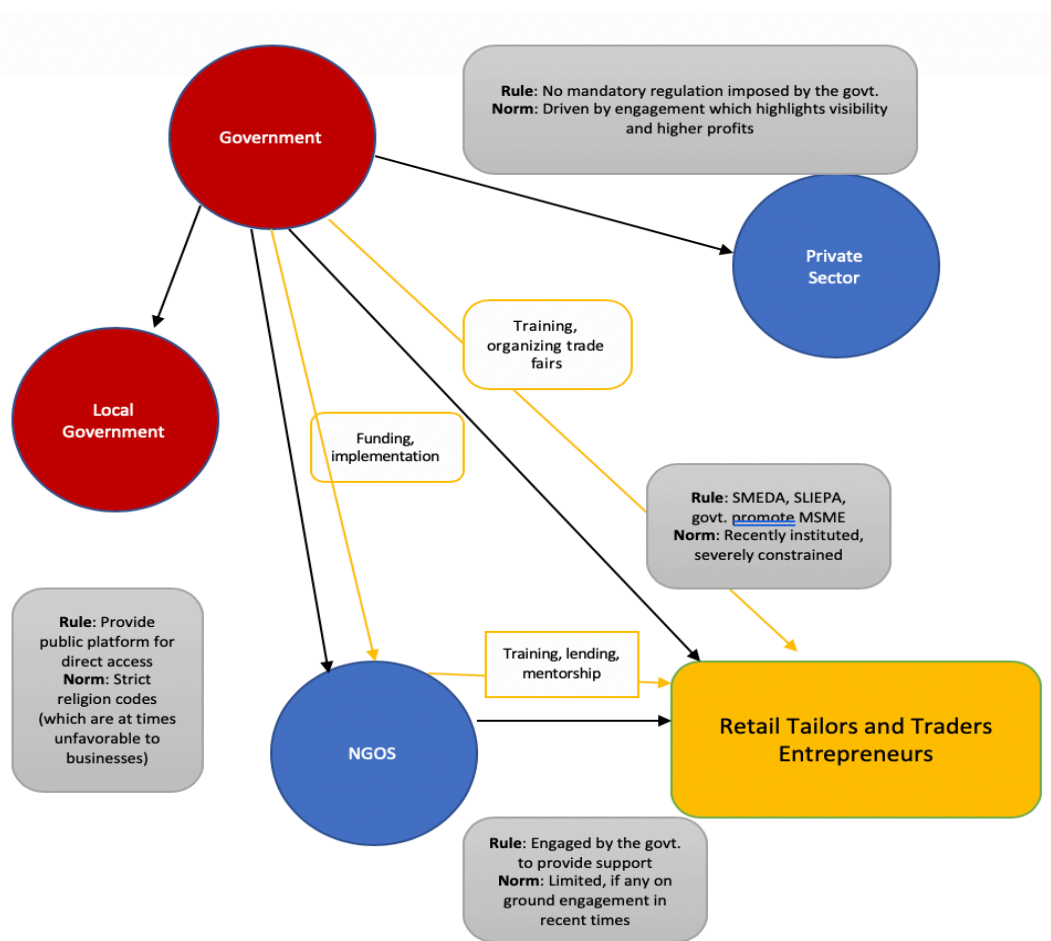 Government
Rule: No mandatory regulation imposed by the govt.
Norm: Driven by engagement which highlights visibility
and higher profits
Private
Sector
Training,
organizing trade
fairs
Local
Government
Funding,
implementation
Rule: SMEDA, SLIEPA,
govt. promote MSME
Norm: Recently instituted,
severely constrained
Rule: Provide
public platform for
direct access
Norm: Strict
religion codes
(which are at times
unfavorable to
businesses)
Training, lending,
mentorship
NGOS
Retail Tailors and Traders
Entrepreneurs
Rule: Engaged by the govt.
to provide support
Norm: Limited, if any on
ground engagement in
recent times